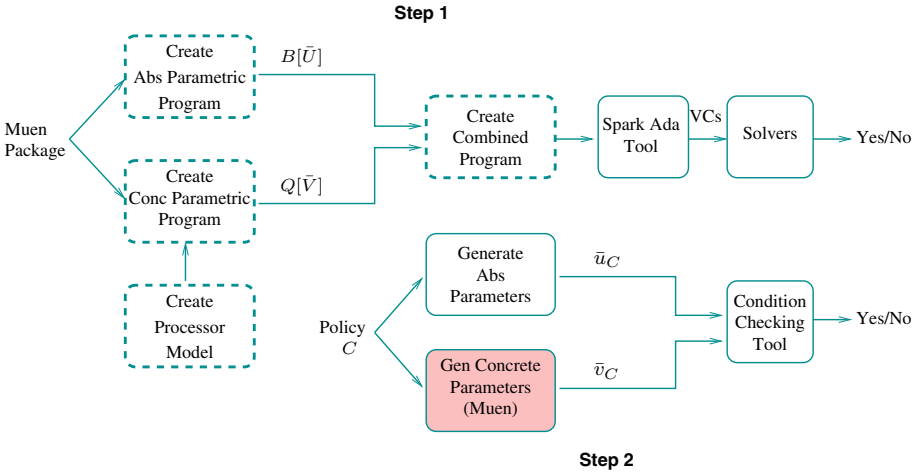 Step 1
Create
Abs Parametric
Program
B[Ū]
Muen
Package
Create
Conc Parametric
Program
Q[V̄]
Create
Combined
Program
Spark Ada
Tool
VCs
Solvers
Yes/No
Create
Processor
Model
Policy
C
Generate
Abs
Parameters
ū_C
Gen Concrete
Parameters
(Muen)
v̄_C
Condition
Checking
Tool
Yes/No
Step 2